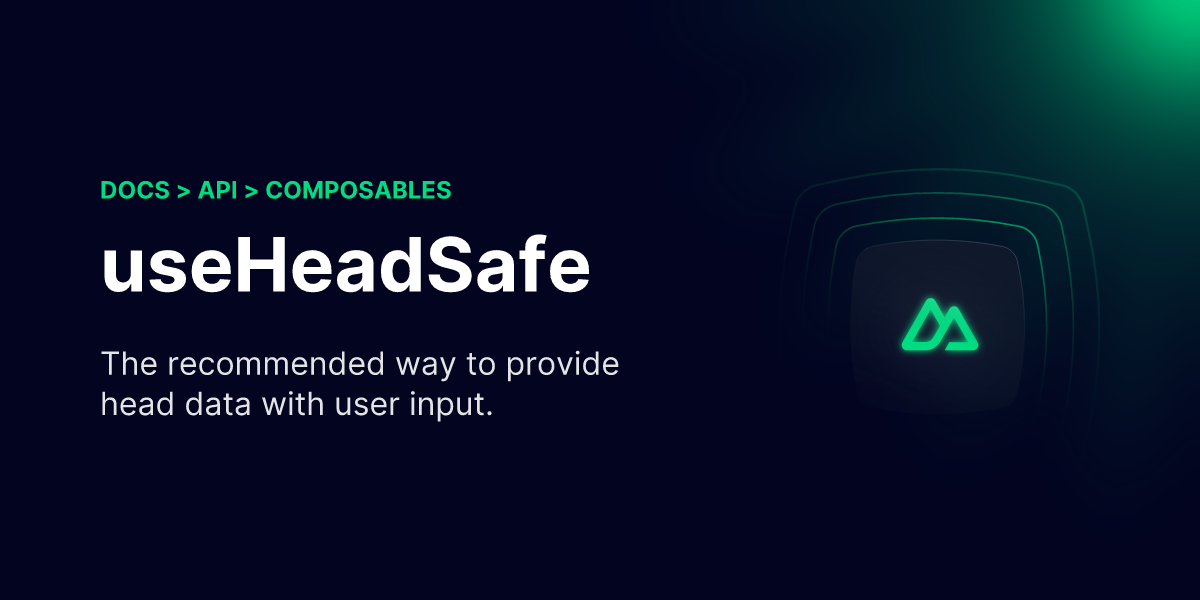 DOCS > API > COMPOSABLES
useHeadSafe
The recommended way to provide
head data with user input.